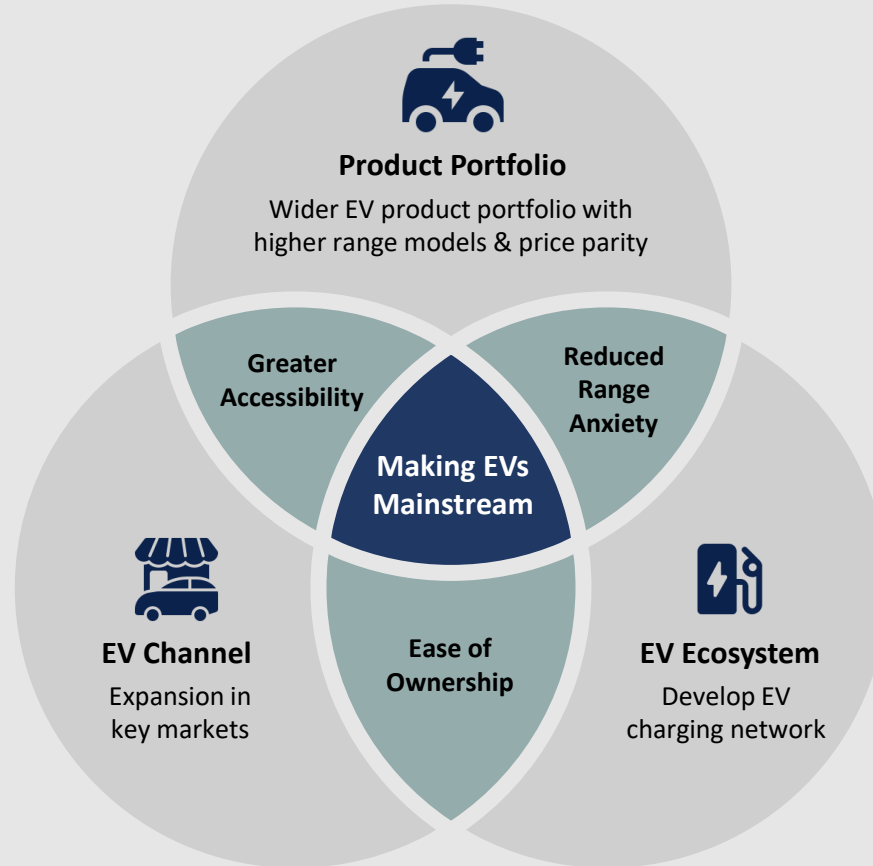 Product Portfolio
Wider EV product portfolio with
higher range models & price parity
Greater
Accessibility
Reduced
Range
Anxiety
Making EVs
Mainstream
EV Channel
Expansion in
key markets
Ease of
Ownership
EV Ecosystem
Develop EV
charging network